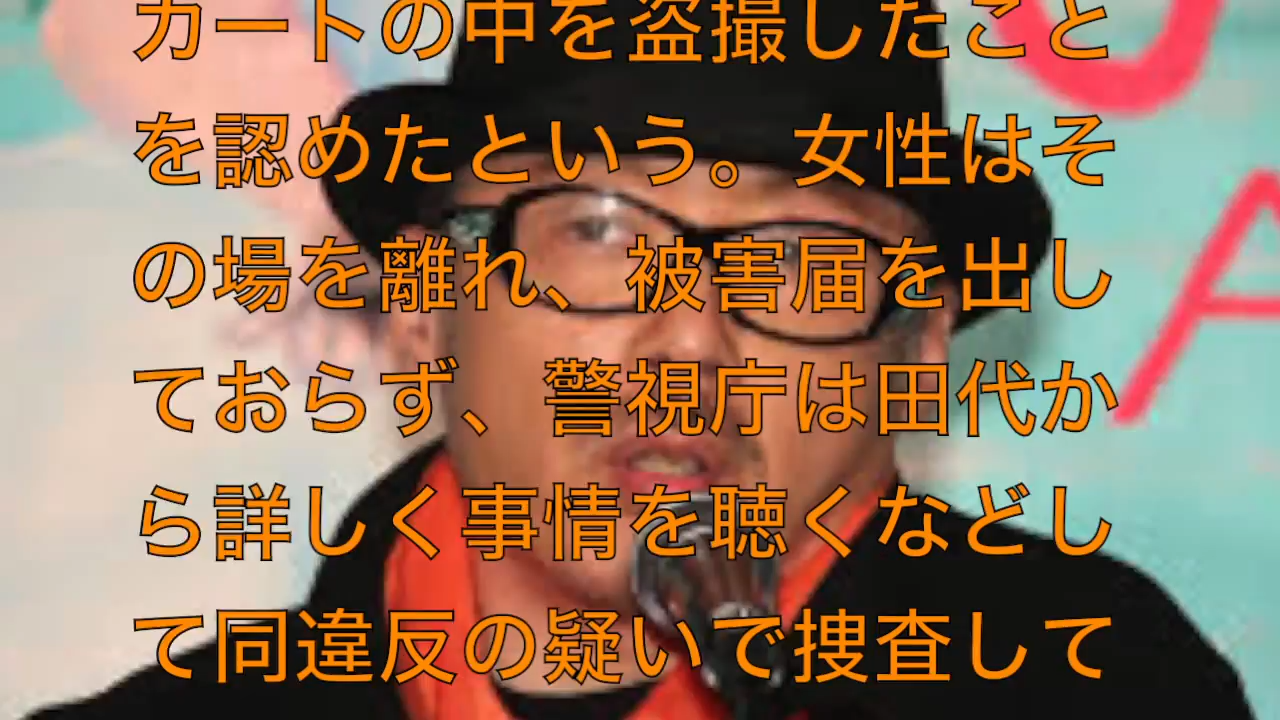 カートの中を盗撮したこと
を認めたという。女性はそ
の場を離れ、被害届を出し
ておらず、警視庁は田代か
ら詳しく事情を聴くなどし
て同違反の疑いで捜査して